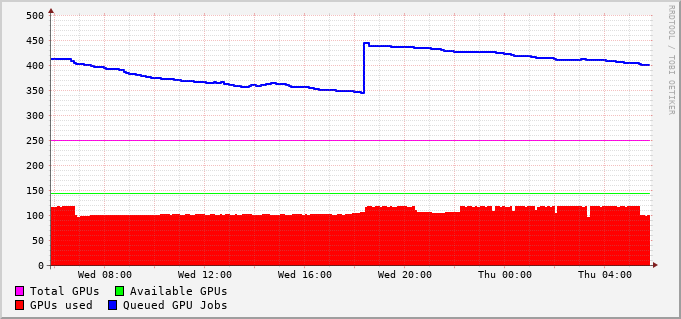 500
450
400
350
300
250
200
150
100
50
0
Wed 08:00 Wed 12:00 Wed 16:00 Wed 20:00 Thu 00:00 Thu 04:00
Total GPUs Available GPUs
GPUs used Queued GPU Jobs
RRDTOOL / TOBI OETIKER